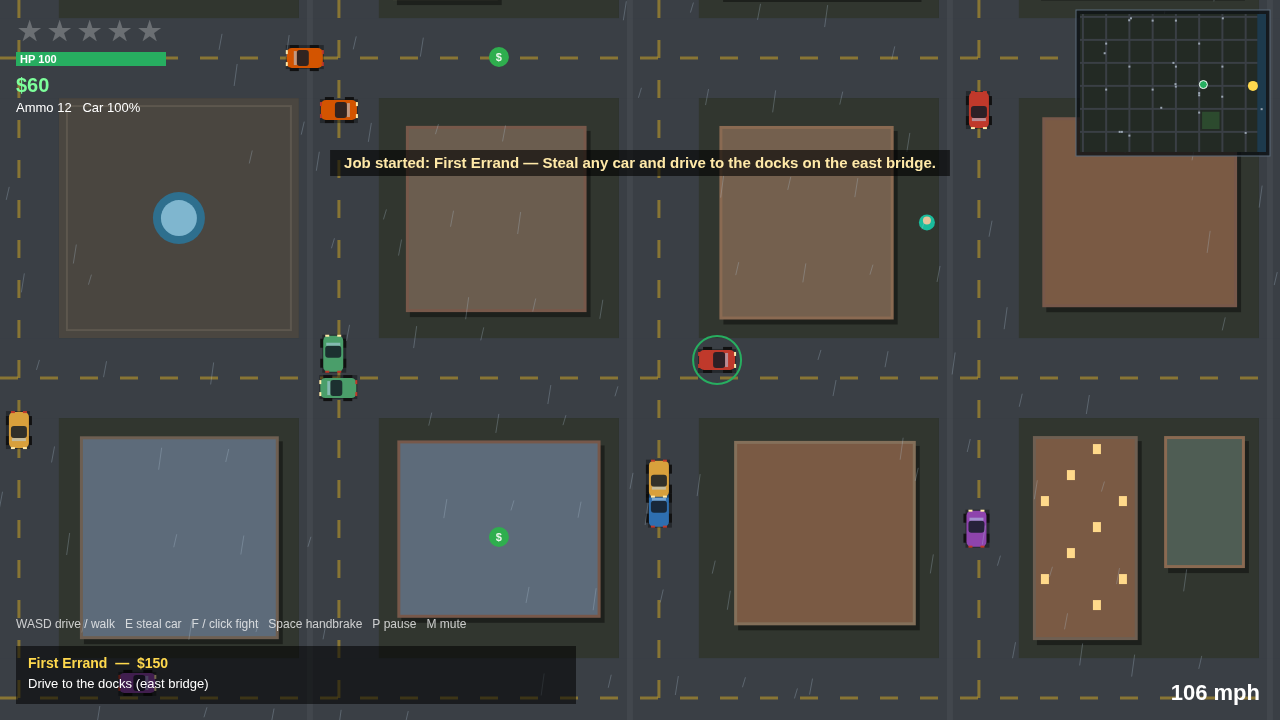 HP 100
$60
Ammo 12 Car 100%
$
Job started: First Errand — Steal any car and drive to the docks on the east bridge.
$
WASD drive / walk E steal car F / click fight Space handbrake P pause M mute
First Errand — $150
Drive to the docks (east bridge)
106 mph